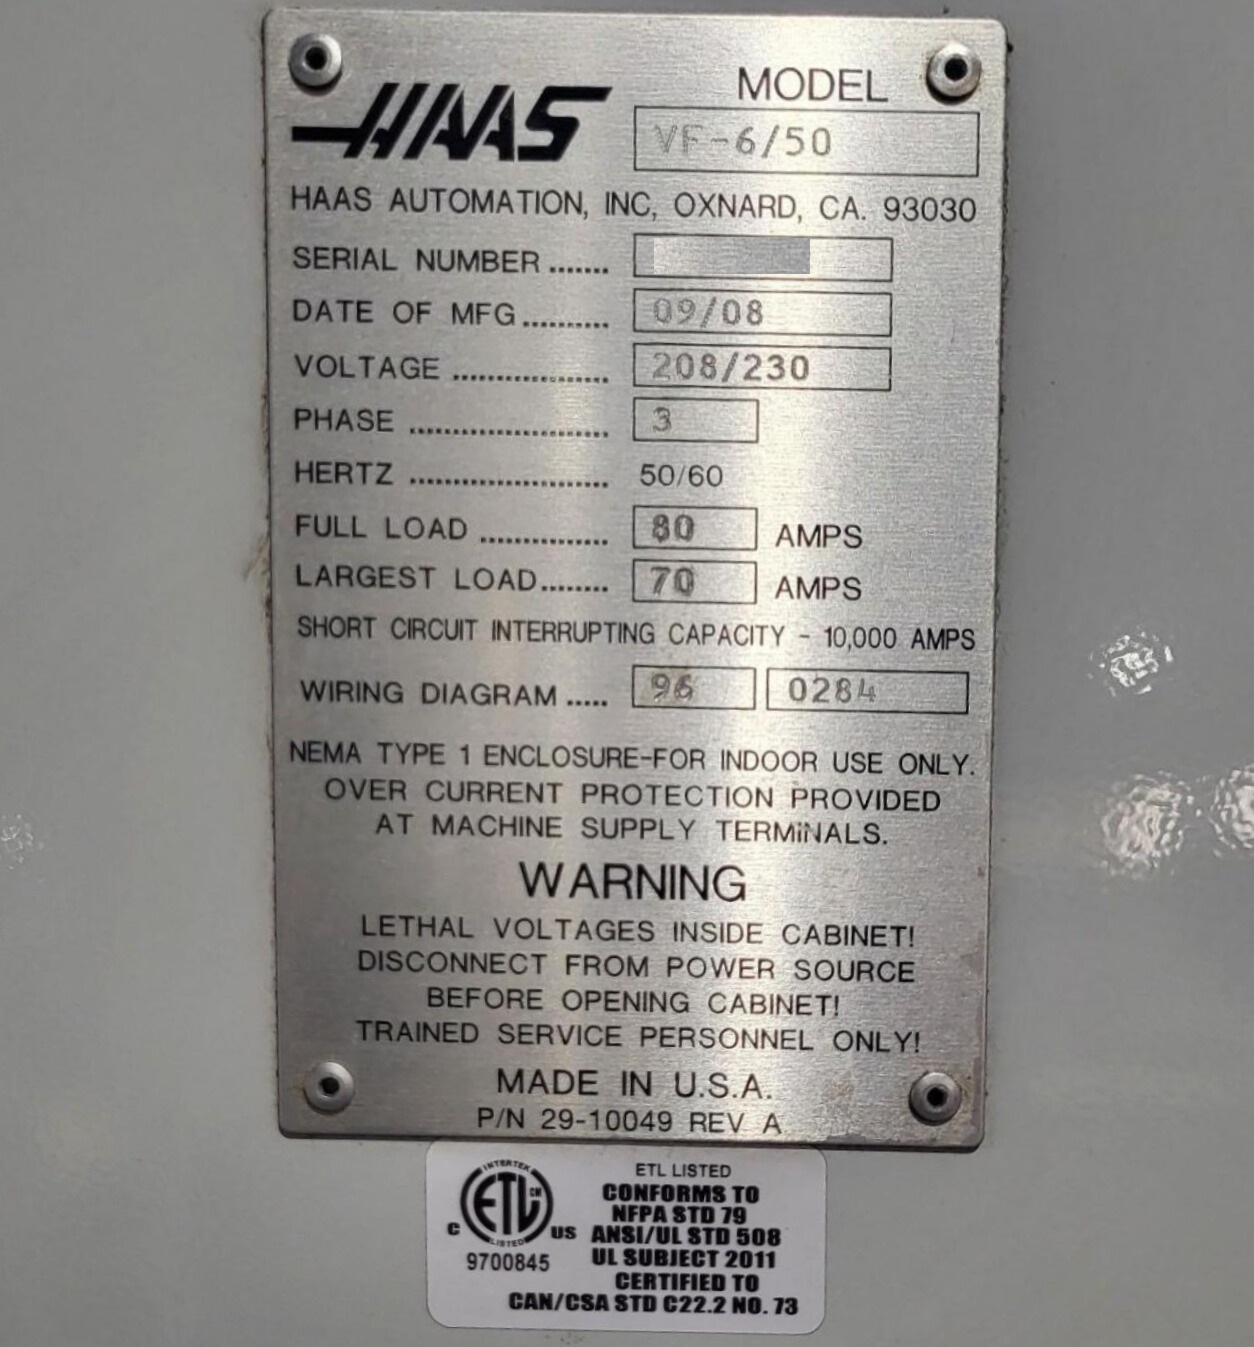 HAAS
MODEL
VF-6/50
HAAS AUTOMATION, INC, OXNARD, CA. 93030
SERIAL NUMBER .......
DATE OF MFG .......... 09/08
VOLTAGE .................. 208/230
PHASE ....................... 3
HERTZ ....................... 50/60
FULL LOAD ............... 80 AMPS
LARGEST LOAD........ 70 AMPS
SHORT CIRCUIT INTERRUPTING CAPACITY - 10,000 AMPS
WIRING DIAGRAM ..... 96 0284
NEMA TYPE 1 ENCLOSURE-FOR INDOOR USE ONLY.
OVER CURRENT PROTECTION PROVIDED
AT MACHINE SUPPLY TERMiNALS.
WARNING
LETHAL VOLTAGES INSIDE CABINET!
DISCONNECT FROM POWER SOURCE
BEFORE OPENING CABINET!
TRAINED SERVICE PERSONNEL ONLY!
MADE IN U.S.A.
P/N 29-10049 REV A
INTERTEK
ETL CM
LISTED
C US
9700845
ETL LISTED
CONFORMS TO
NFPA STD 79
ANSI/UL STD 508
UL SUBJECT 2011
CERTIFIED TO
CAN/CSA STD C22.2 NO. 73